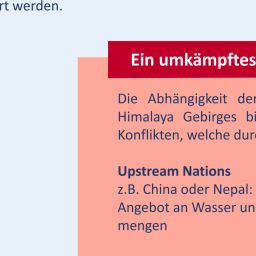 rt werden.
Ein umkämpftes
Die Abhängigkeit der
Himalaya Gebirges bi
Konflikten, welche dur
Upstream Nations
z.B. China oder Nepal:
Angebot an Wasser un
mengen